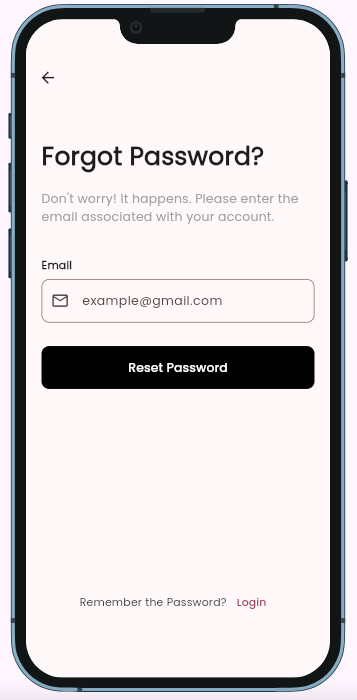 Forgot Password?
Don't worry! It happens. Please enter the
email associated with your account.
Email
example@gmail.com
Reset Password
Remember the Password? Login